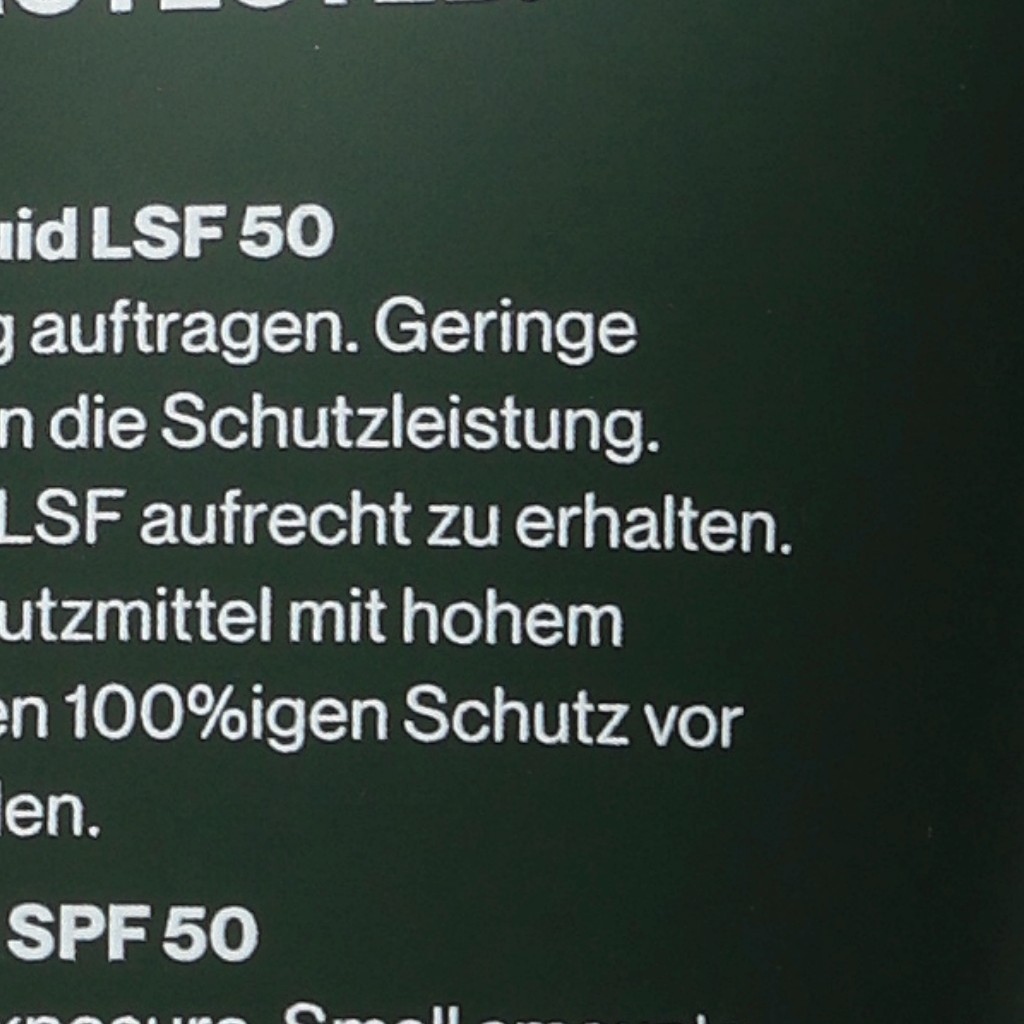 uid LSF 50
g auftragen. Geringe
n die Schutzleistung.
LSF aufrecht zu erhalten.
utzmittel mit hohem
en 100%igen Schutz vor
en.
SPF 50